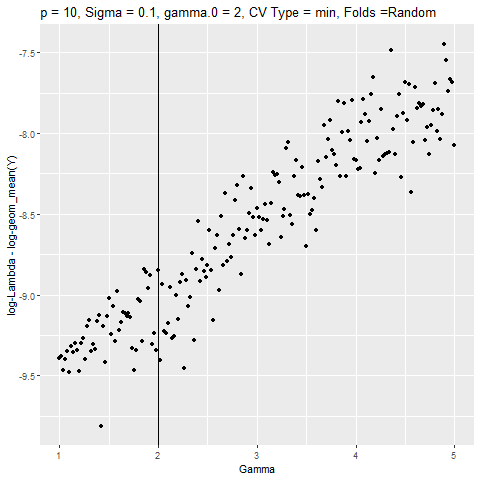 p = 10, Sigma = 0.1, gamma.0 = 2, CV Type = min, Folds =Random
log-Lambda - log-geom_mean(Y)
-7.5
-8.0
-8.5
-9.0
-9.5
1 2 3 4 5
Gamma